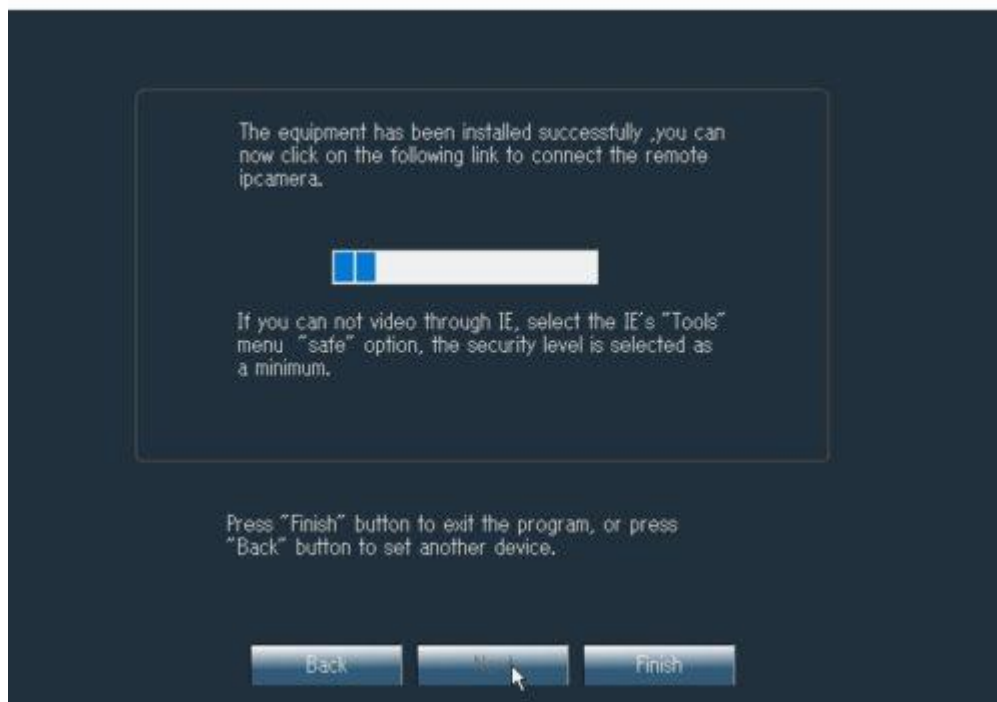 The equipment has been installed successfully ,you can
now click on the following link to connect the remote
ipcamera.
If you can not video through IE, select the IE's "Tools"
menu "safe" option, the security level is selected as
a minimum.
Press "Finish" button to exit the program, or press
"Back" button to set another device.
Back
Finish